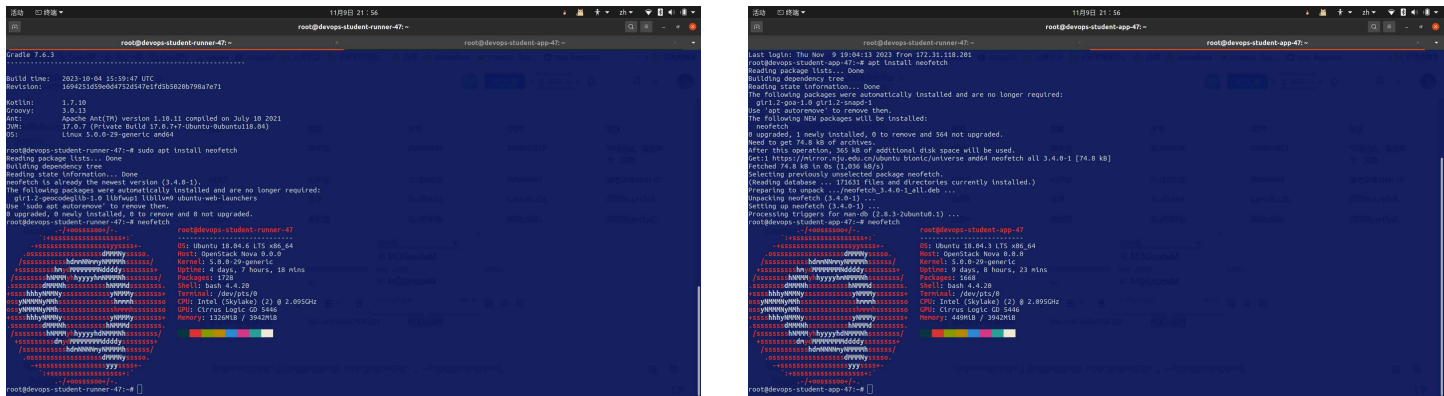 活动 终端
11月9日 21：56
zh
root@devops-student-runner-47: ~
root@devops-student-runner-47: ~
root@devops-student-app-47: ~
Gradle 7.6.3
------------------------------------------------------------
Build time: 2023-10-04 15:59:47 UTC
Revision: 1694251d59e0d4752d547e1fd5b5020b798a7e71
Kotlin: 1.7.10
Groovy: 3.0.13
Ant: Apache Ant(TM) version 1.10.11 compiled on July 10 2021
JVM: 17.0.7 (Private Build 17.0.7+7-Ubuntu-0ubuntu118.04)
OS: Linux 5.0.0-29-generic amd64
root@devops-student-runner-47:~# sudo apt install neofetch
Reading package lists... Done
Building dependency tree
Reading state information... Done
neofetch is already the newest version (3.4.0-1).
The following packages were automatically installed and are no longer required:
gir1.2-geocodeglib-1.0 libfwup1 libllvm9 ubuntu-web-launchers
Use 'sudo apt autoremove' to remove them.
0 upgraded, 0 newly installed, 0 to remove and 0 not upgraded.
root@devops-student-runner-47:~# neofetch
root@devops-student-runner-47
-----------------------------
OS: Ubuntu 18.04.6 LTS x86_64
Host: OpenStack Nova 0.0.0
Kernel: 5.0.0-29-generic
Uptime: 4 days, 7 hours, 18 mins
Packages: 1728
Shell: bash 4.4.20
Terminal: /dev/pts/0
CPU: Intel (Skylake) (2) @ 2.095GHz
GPU: Cirrus Logic GD 5446
Memory: 1326MiB / 3942MiB
root@devops-student-runner-47:~#
活动 终端
11月9日 21：56
zh
root@devops-student-app-47: ~
root@devops-student-runner-47: ~
root@devops-student-app-47: ~
Last login: Thu Nov  9 19:04:13 2023 from 172.31.118.201
root@devops-student-app-47:~# apt install neofetch
Reading package lists... Done
Building dependency tree
Reading state information... Done
The following packages were automatically installed and are no longer required:
gir1.2-goa-1.0 gir1.2-snapd-1
Use 'apt autoremove' to remove them.
The following NEW packages will be installed:
neofetch
0 upgraded, 1 newly installed, 0 to remove and 564 not upgraded.
Need to get 74.8 kB of archives.
After this operation, 365 kB of additional disk space will be used.
Get:1 https://mirror.nju.edu.cn/ubuntu bionic/universe amd64 neofetch all 3.4.0-1 [74.8 kB]
Fetched 74.8 kB in 0s (1,036 kB/s)
Selecting previously unselected package neofetch.
(Reading database ... 171631 files and directories currently installed.)
Preparing to unpack .../neofetch_3.4.0-1_all.deb ...
Unpacking neofetch (3.4.0-1) ...
Setting up neofetch (3.4.0-1) ...
Processing triggers for man-db (2.8.3-2ubuntu0.1) ...
root@devops-student-app-47:~# neofetch
root@devops-student-app-47
--------------------------
OS: Ubuntu 18.04.3 LTS x86_64
Host: OpenStack Nova 0.0.0
Kernel: 5.0.0-29-generic
Uptime: 9 days, 8 hours, 23 mins
Packages: 1668
Shell: bash 4.4.20
Terminal: /dev/pts/0
CPU: Intel (Skylake) (2) @ 2.095GHz
GPU: Cirrus Logic GD 5446
Memory: 449MiB / 3942MiB
root@devops-student-app-47:~#